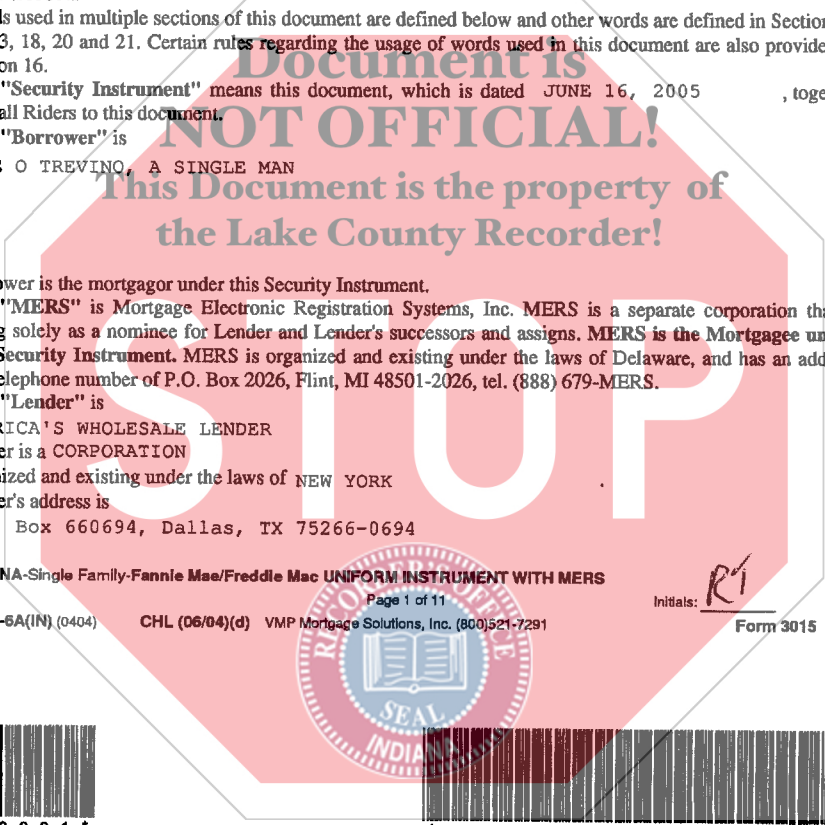 s used in multiple sections of this document are defined below and other words are defined in Section
3, 18, 20 and 21. Certain rules regarding the usage of words used in this document are also provide
on 16.
Document is
"Security Instrument" means this document, which is dated JUNE 16, 2005 , toge
all Riders to this document.
NOT OFFICIAL!
"Borrower" is
O TREVINO, A SINGLE MAN
This Document is the property of
the Lake County Recorder!
ower is the mortgagor under this Security Instrument.
"MERS" is Mortgage Electronic Registration Systems, Inc. MERS is a separate corporation tha
g solely as a nominee for Lender and Lender's successors and assigns. MERS is the Mortgagee un
Security Instrument. MERS is organized and existing under the laws of Delaware, and has an add
elephone number of P.O. Box 2026, Flint, MI 48501-2026, tel. (888) 679-MERS.
STOP
"Lender" is
RICA'S WHOLESALE LENDER
er is a CORPORATION
ized and existing under the laws of NEW YORK .
er's address is
Box 660694, Dallas, TX 75266-0694
NA-Single Family-Fannie Mae/Freddie Mac UNIFORM INSTRUMENT WITH MERS
Page 1 of 11
Initials:
-6A(IN) (0404) CHL (06/04)(d) VMP Mortgage Solutions, Inc. (800)521-7291
Form 3015
RECORDER'S OFFICE
SEAL
INDIANA